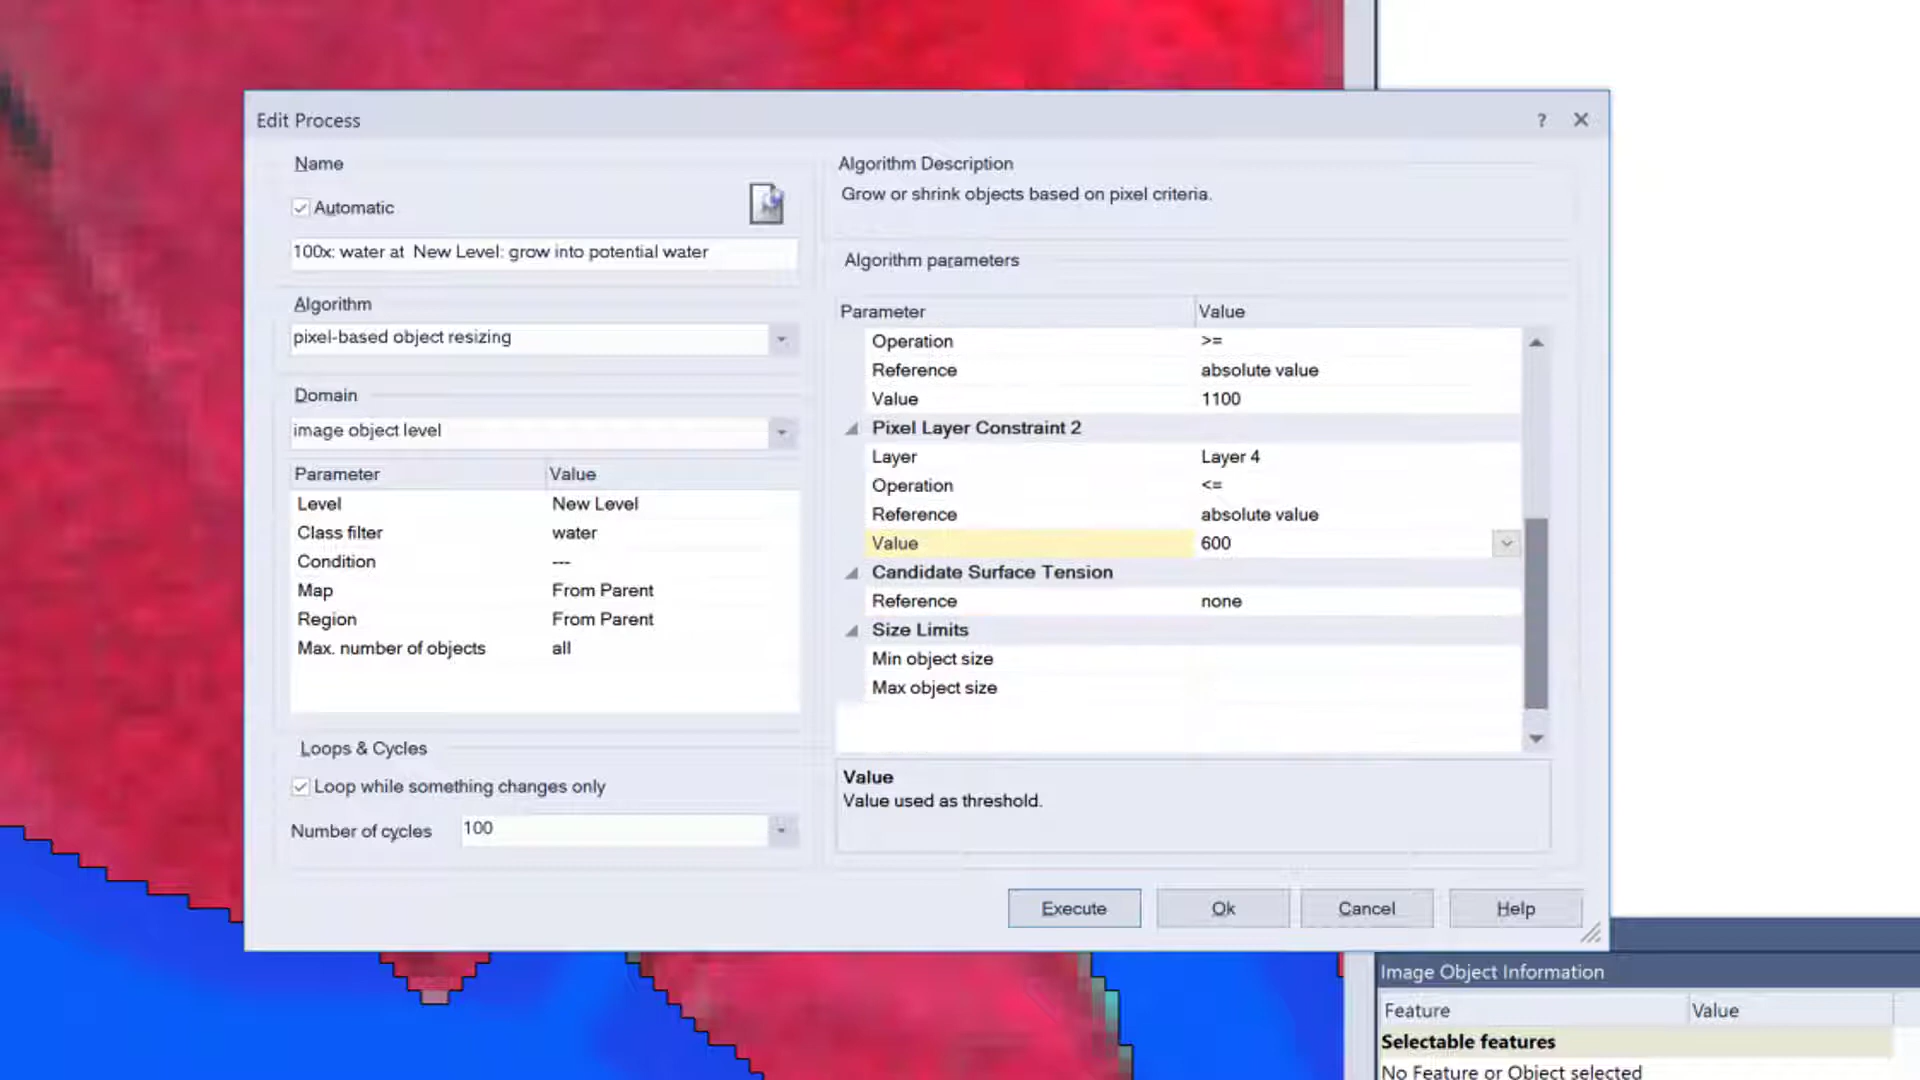 Edit Process
?
Name
Automatic
100x: water at  New Level: grow into potential water
Algorithm
pixel-based object resizing
Domain
image object level
Parameter Value
Level New Level
Class filter water
Condition ---
Map From Parent
Region From Parent
Max. number of objects all
Loops & Cycles
Loop while something changes only
Number of cycles 100
Algorithm Description
Grow or shrink objects based on pixel criteria.
Algorithm parameters
Parameter Value
Operation >=
Reference absolute value
Value 1100
Pixel Layer Constraint 2
Layer Layer 4
Operation <=
Reference absolute value
Value 600
Candidate Surface Tension
Reference none
Size Limits
Min object size
Max object size
Value
Value used as threshold.
Execute Ok Cancel Help
Image Object Information
Feature Value
Selectable features
No Feature or Object selected